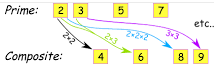 Prime: 2 3 5 7
etc..
2×2 2×3 2×2×2 3×3
Composite: 4 6 8 9